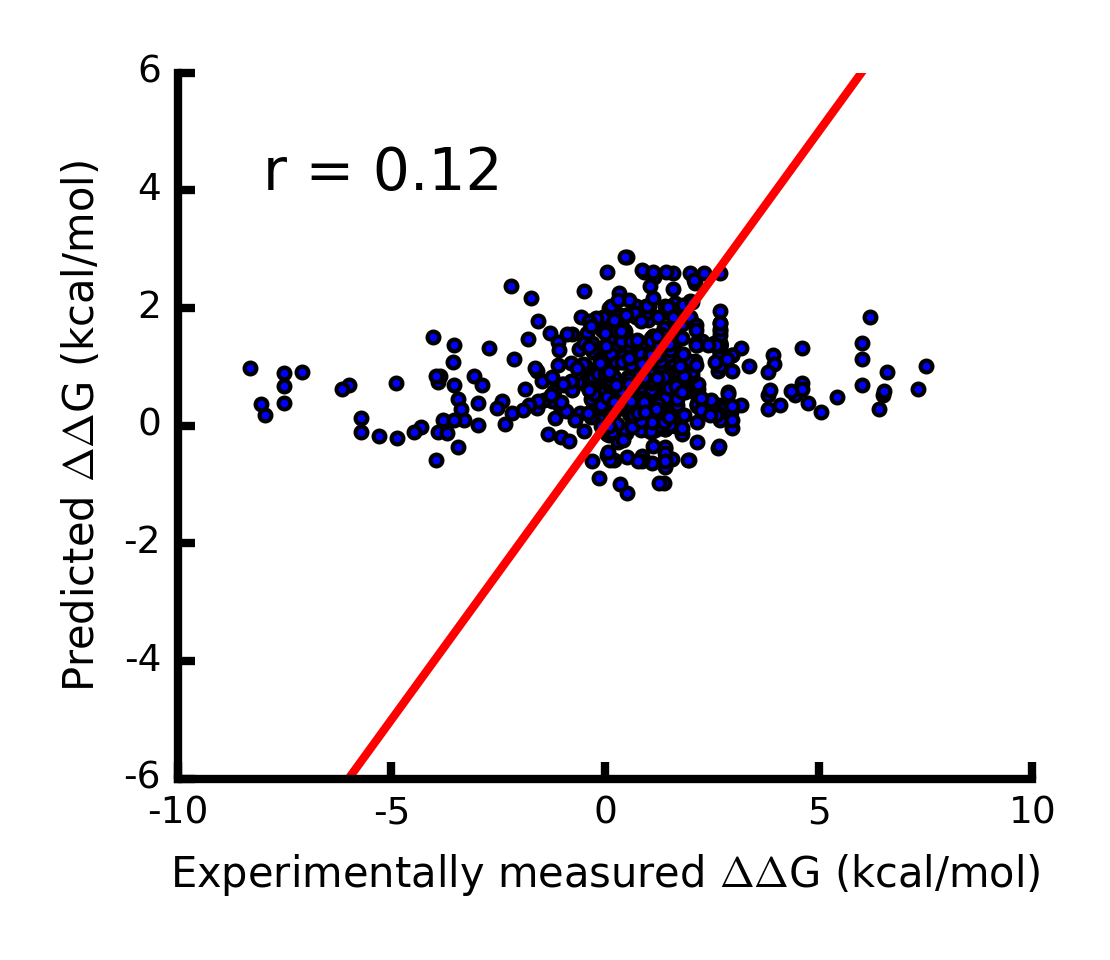 6
r = 0.12
4
2
0
-2
-4
-6
Predicted ΔΔG (kcal/mol)
-10 -5 0 5 10
Experimentally measured ΔΔG (kcal/mol)